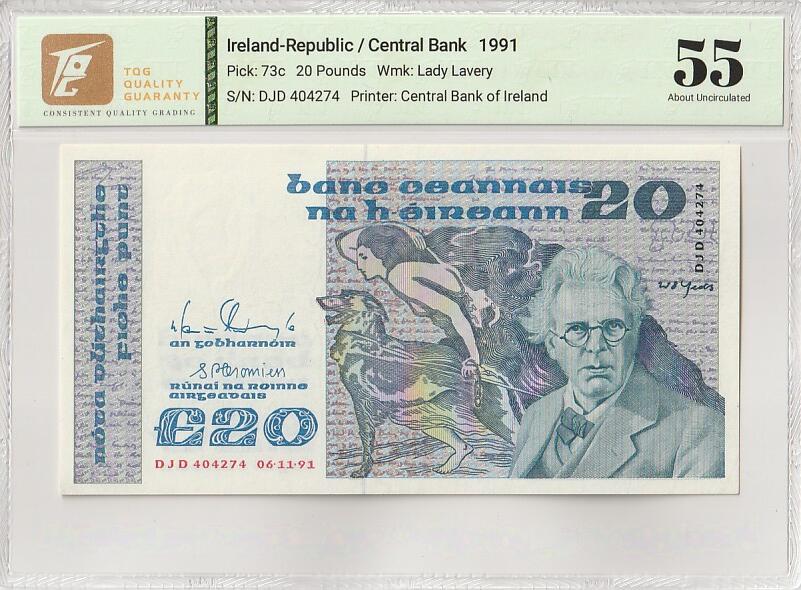 TQG
QUALITY
GUARANTY
CONSISTENT QUALITY GRADING
Ireland-Republic / Central Bank 1991
Pick: 73c 20 Pounds Wmk: Lady Lavery
S/N: DJD 404274 Printer: Central Bank of Ireland
55
About Uncirculated
nóta dlíthairgthe
fiche punt
banc ceannais
na h-éireann
20
DJD 404274
W B Yeats
an gobharnóir
S P Cromien
rúnaí na roinne
airgeadais
£20
DJD 404274 06·11·91